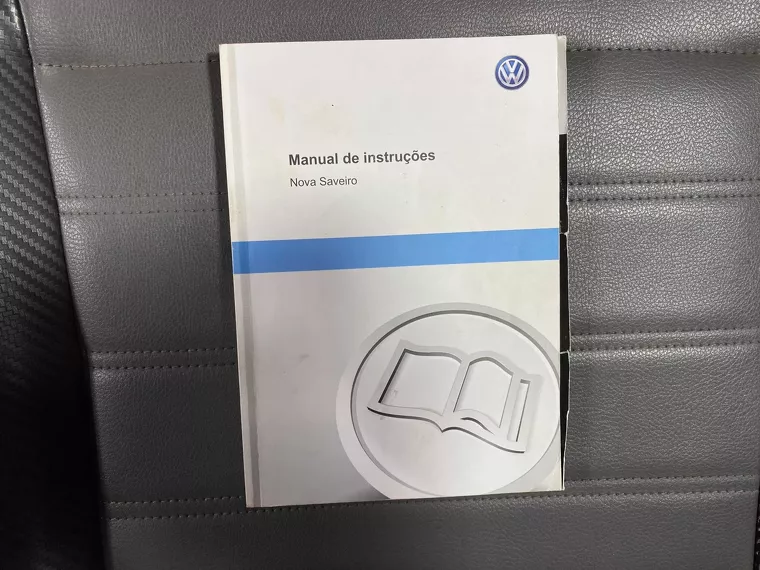 Manual de instruções
Nova Saveiro